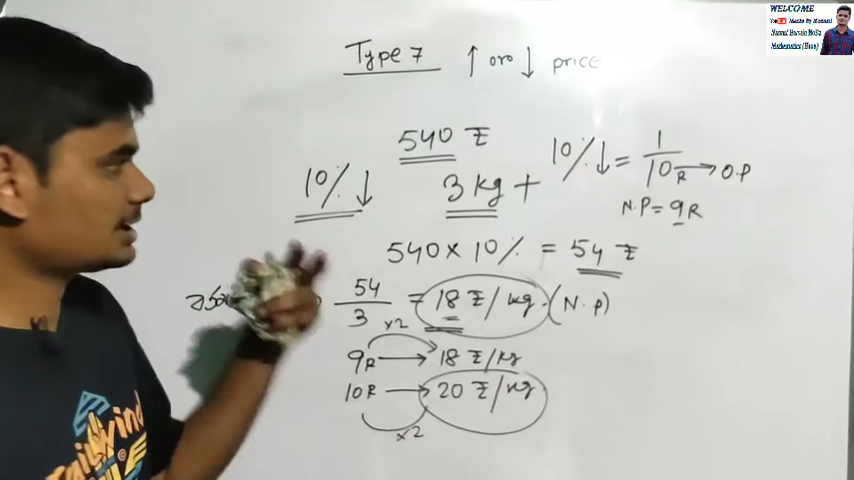 WELCOME
Type 7 ↑ or ↓ price
540 ₹
10%↓ 3 kg + 10%↓ = 1/10R → O.P
N.P = 9R
540 × 10% = 54 ₹
54/3 = 18 ₹/kg. (N.P)
×2
9R → 18 ₹/kg
10R → 20 ₹/kg
×2